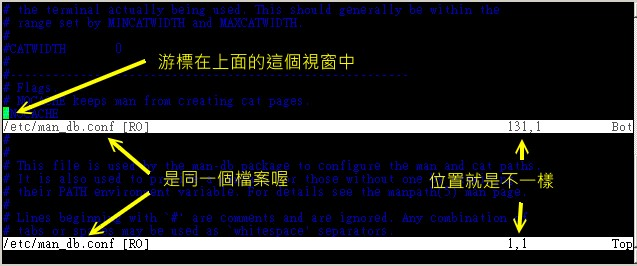 # the terminal actually being used. This should generally be within the
# range set by MINCATWIDTH and MAXCATWIDTH.
#
#CATWIDTH 0
#
游標在上面的這個視窗中
#---------------------------------------------------------
# Flags.
# keeps man from creating cat pages.
/etc/man_db.conf [RO] 131,1 Bot
#
#
# This file is used by the man-db package to configure the man and cat paths.
# It is also used to those without one
是同一個檔案喔
位置就是不一樣
# their PATH environment variable. For details see the manpath(5) man page.
#
# Lines beginning with `#' are comments and are ignored. Any combination
# tabs or spaces may be used as `whitespace' separators.
/etc/man_db.conf [RO] 1,1 Top